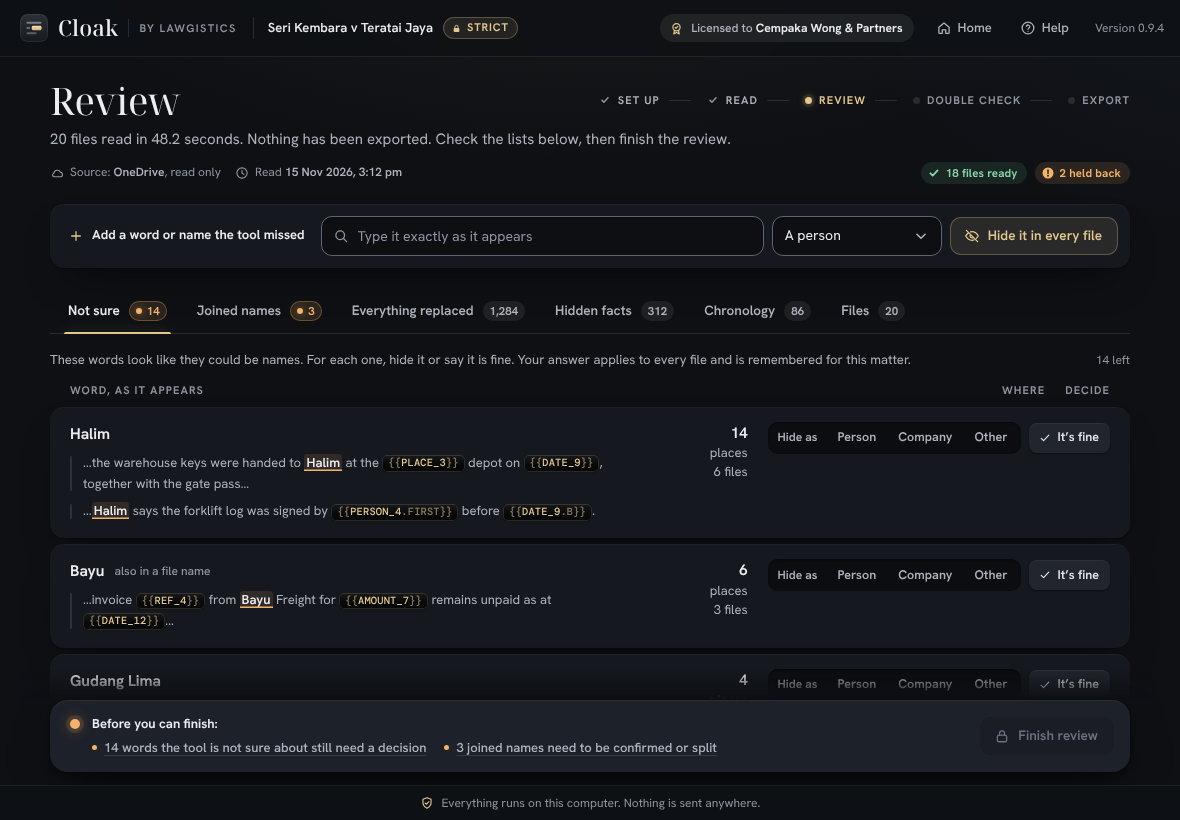 Cloak BY LAWGISTICS Seri Kembara v Teratai Jaya STRICT Licensed to Cempaka Wong & Partners Home Help Version 0.9.4
Review
SET UP READ REVIEW DOUBLE CHECK EXPORT
20 files read in 48.2 seconds. Nothing has been exported. Check the lists below, then finish the review.
Source: OneDrive, read only Read 15 Nov 2026, 3:12 pm 18 files ready 2 held back
Add a word or name the tool missed Type it exactly as it appears A person Hide it in every file
Not sure 14 Joined names 3 Everything replaced 1,284 Hidden facts 312 Chronology 86 Files 20
These words look like they could be names. For each one, hide it or say it is fine. Your answer applies to every file and is remembered for this matter. 14 left
WORD, AS IT APPEARS WHERE DECIDE
Halim 14 places 6 files Hide as Person Company Other It's fine
...the warehouse keys were handed to Halim at the {{PLACE_3}} depot on {{DATE_9}},
together with the gate pass...
...Halim says the forklift log was signed by {{PERSON_4.FIRST}} before {{DATE_9.B}}.
Bayu also in a file name 6 places 3 files Hide as Person Company Other It's fine
...invoice {{REF_4}} from Bayu Freight for {{AMOUNT_7}} remains unpaid as at
{{DATE_12}}...
Gudang Lima 4 Hide as Person Company Other It's fine
Before you can finish:
14 words the tool is not sure about still need a decision 3 joined names need to be confirmed or split Finish review
Everything runs on this computer. Nothing is sent anywhere.